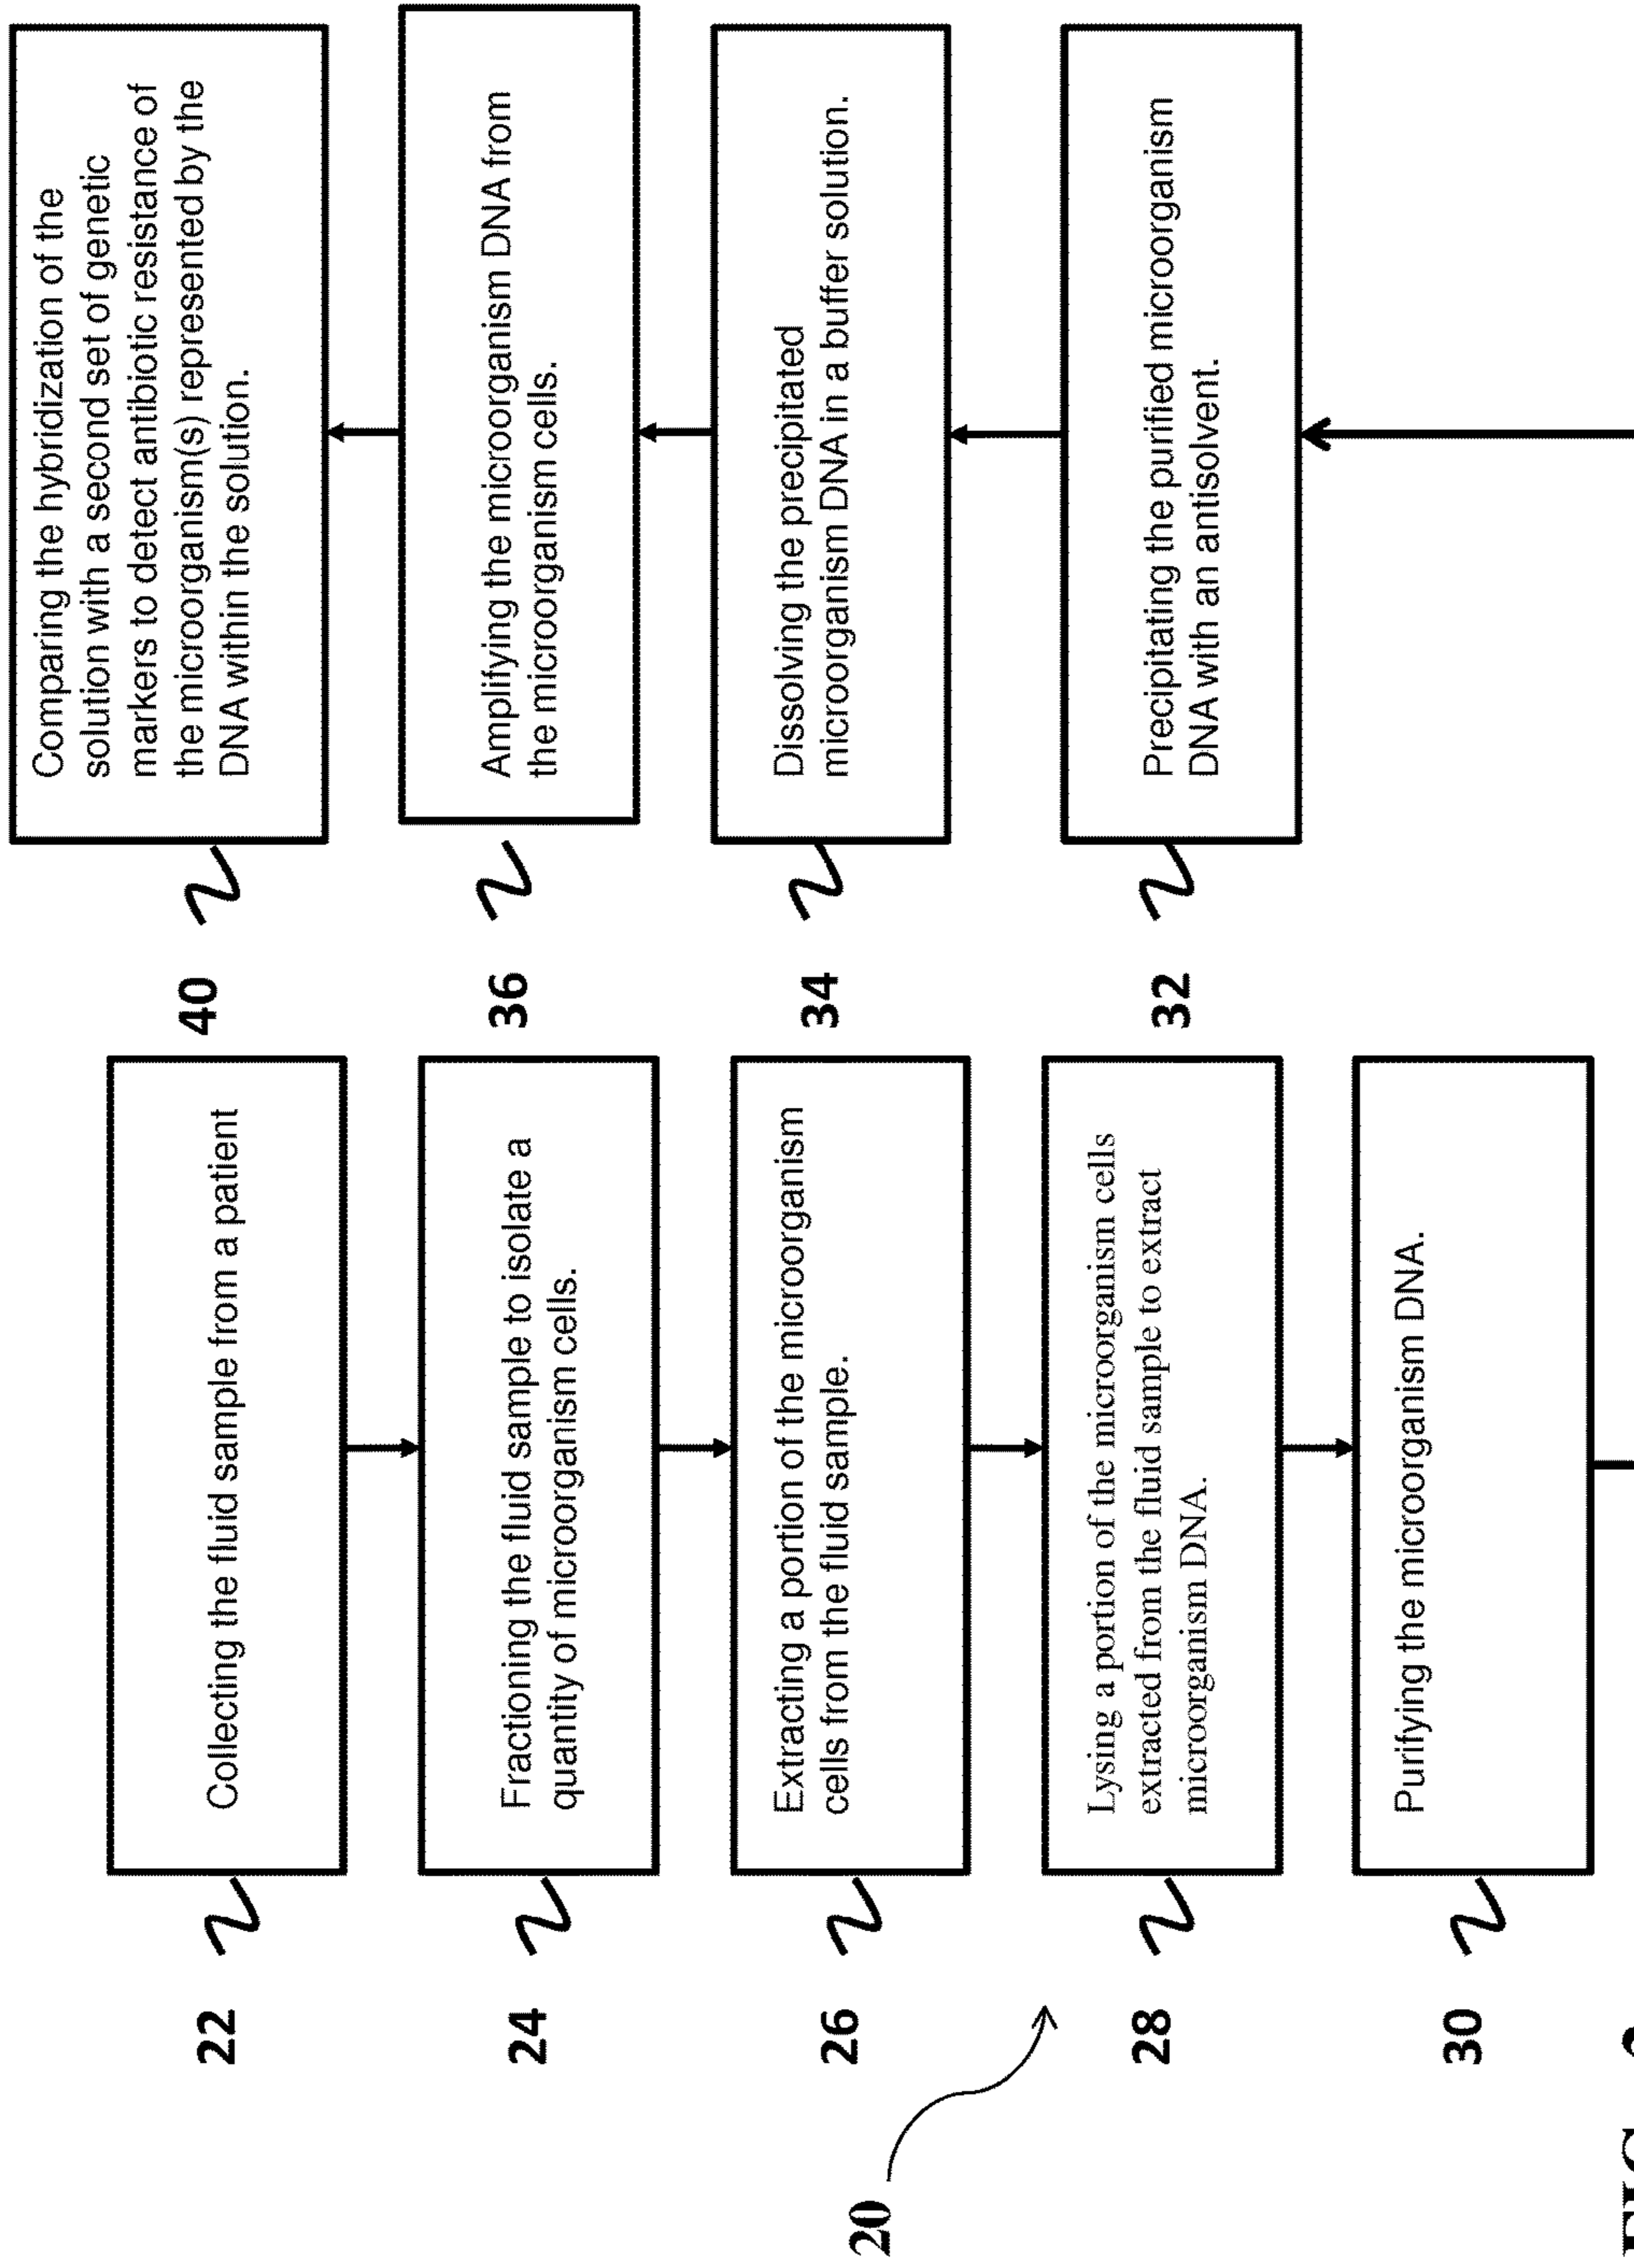 22
Collecting the fluid sample from a patient
24
Fractioning the fluid sample to isolate a
quantity of microorganism cells.
26
Extracting a portion of the microorganism
cells from the fluid sample.
20
28
Lysing a portion of the microorganism cells
extracted from the fluid sample to extract
microorganism DNA.
30
Purifying the microorganism DNA.
32
Precipitating the purified microorganism
DNA with an antisolvent.
34
Dissolving the precipitated
microorganism DNA in a buffer solution.
36
Amplifying the microorganism DNA from
the microorganism cells.
40
Comparing the hybridization of the
solution with a second set of genetic
markers to detect antibiotic resistance of
the microorganism(s) represented by the
DNA within the solution.